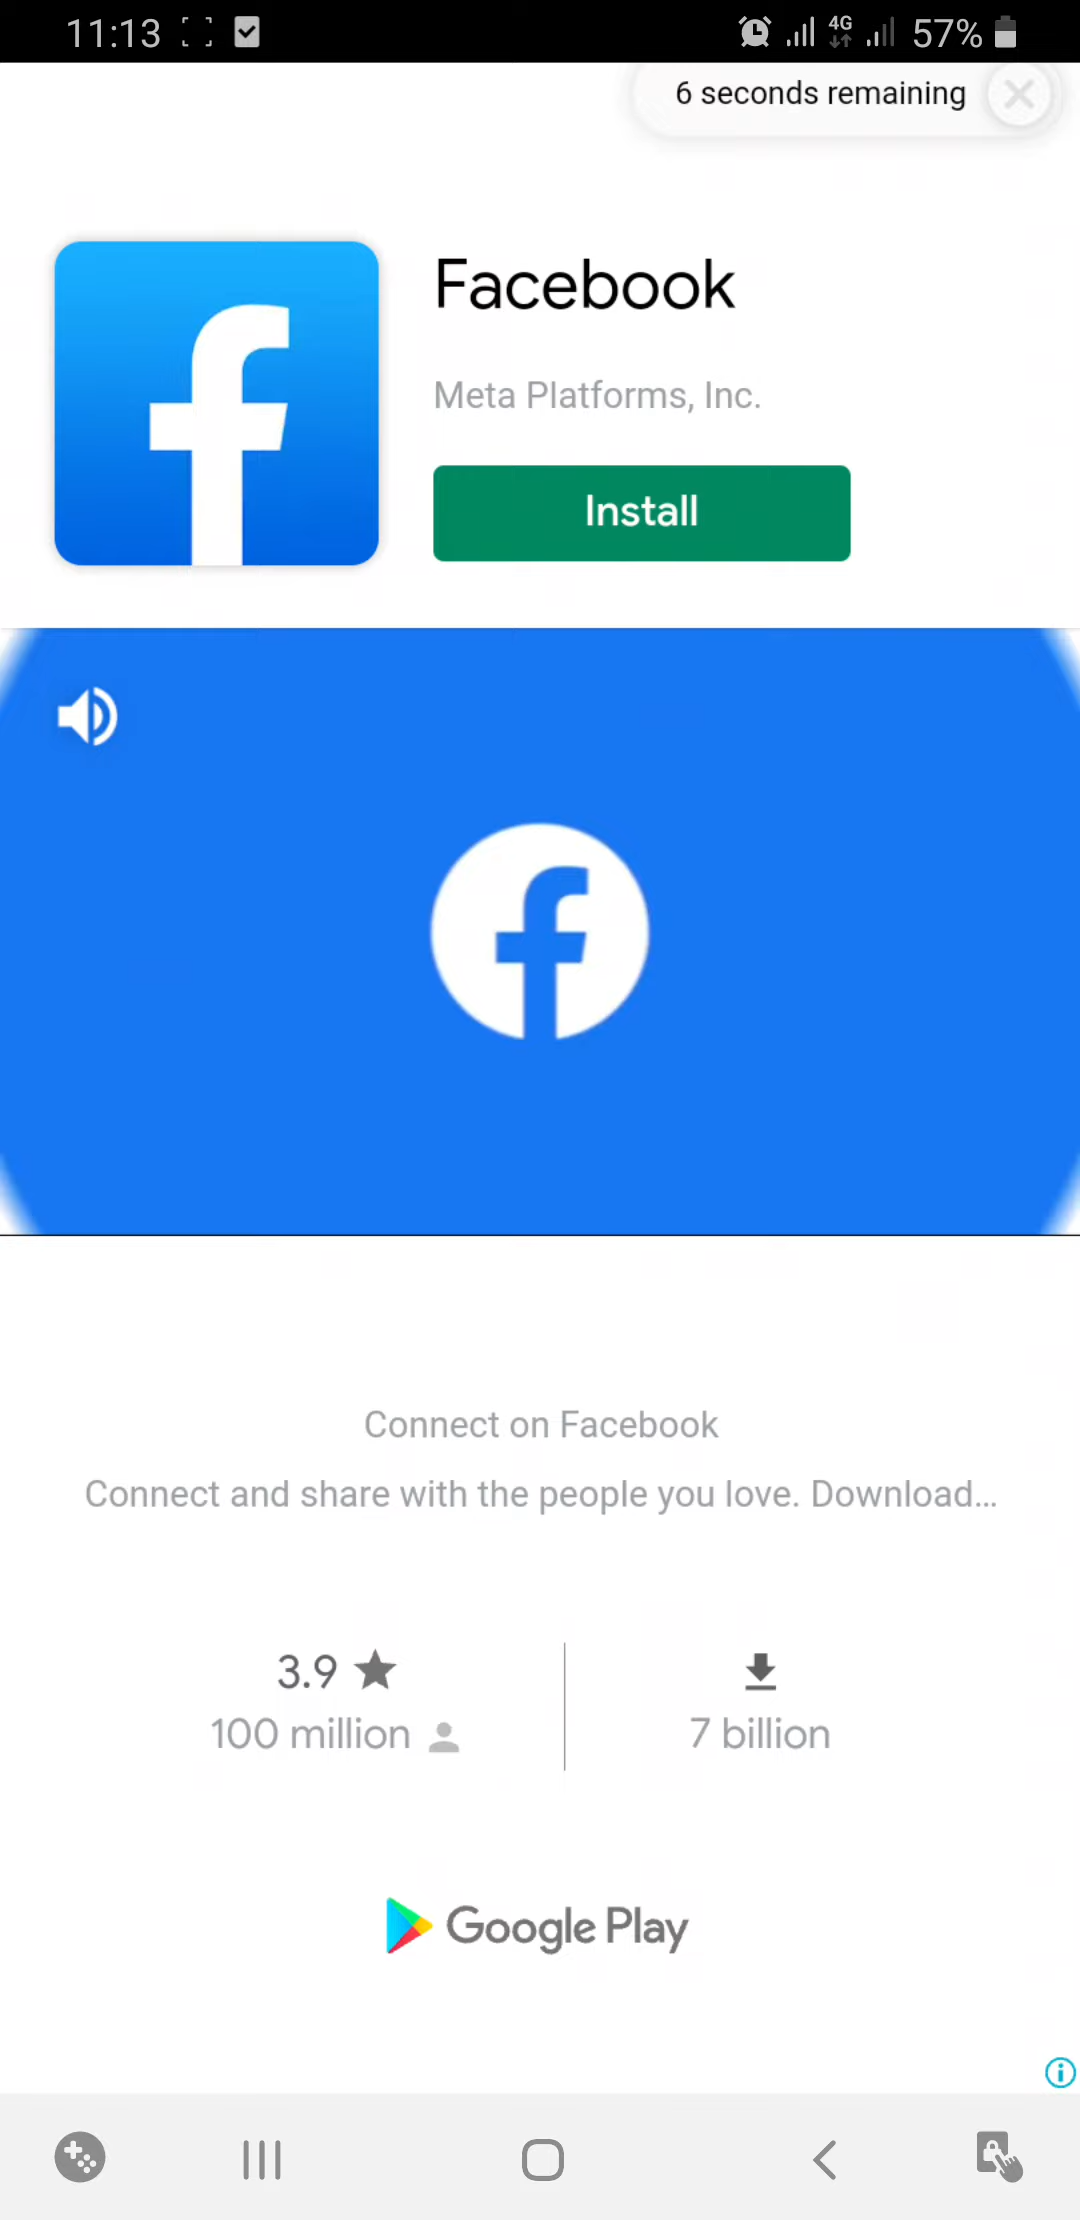 11:13
4G
57%
6 seconds remaining
Facebook
Meta Platforms, Inc.
Install
Connect on Facebook
Connect and share with the people you love. Download...
3.9
100 million
7 billion
Google Play